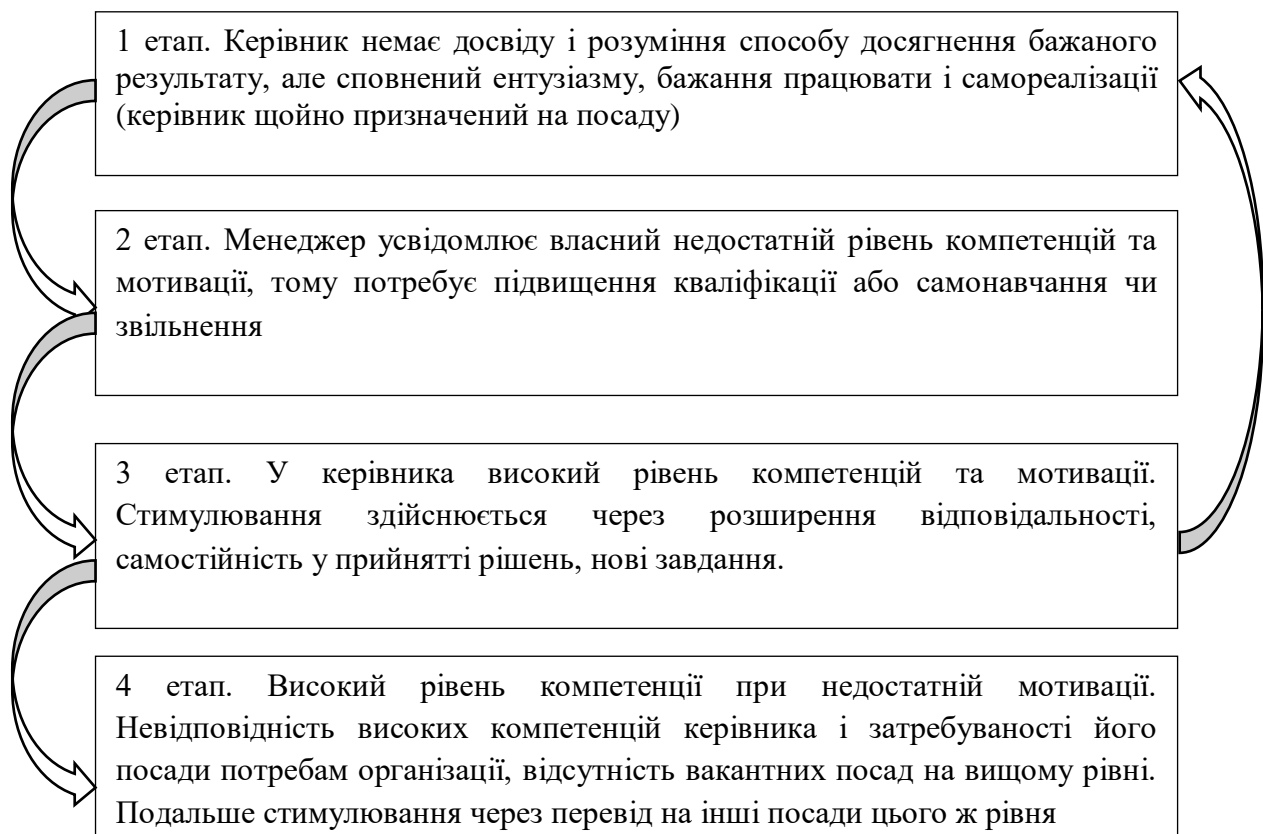 1 етап. Керівник немає досвіду і розуміння способу досягнення бажаного
результату, але сповнений ентузіазму, бажання працювати і самореалізації
(керівник щойно призначений на посаду)
2 етап. Менеджер усвідомлює власний недостатній рівень компетенцій та
мотивації, тому потребує підвищення кваліфікації або самонавчання чи
звільнення
3 етап. У керівника високий рівень компетенцій та мотивації.
Стимулювання здійснюється через розширення відповідальності,
самостійність у прийнятті рішень, нові завдання.
4 етап. Високий рівень компетенції при недостатній мотивації.
Невідповідність високих компетенцій керівника і затребуваності його
посади потребам організації, відсутність вакантних посад на вищому рівні.
Подальше стимулювання через перевід на інші посади цього ж рівня